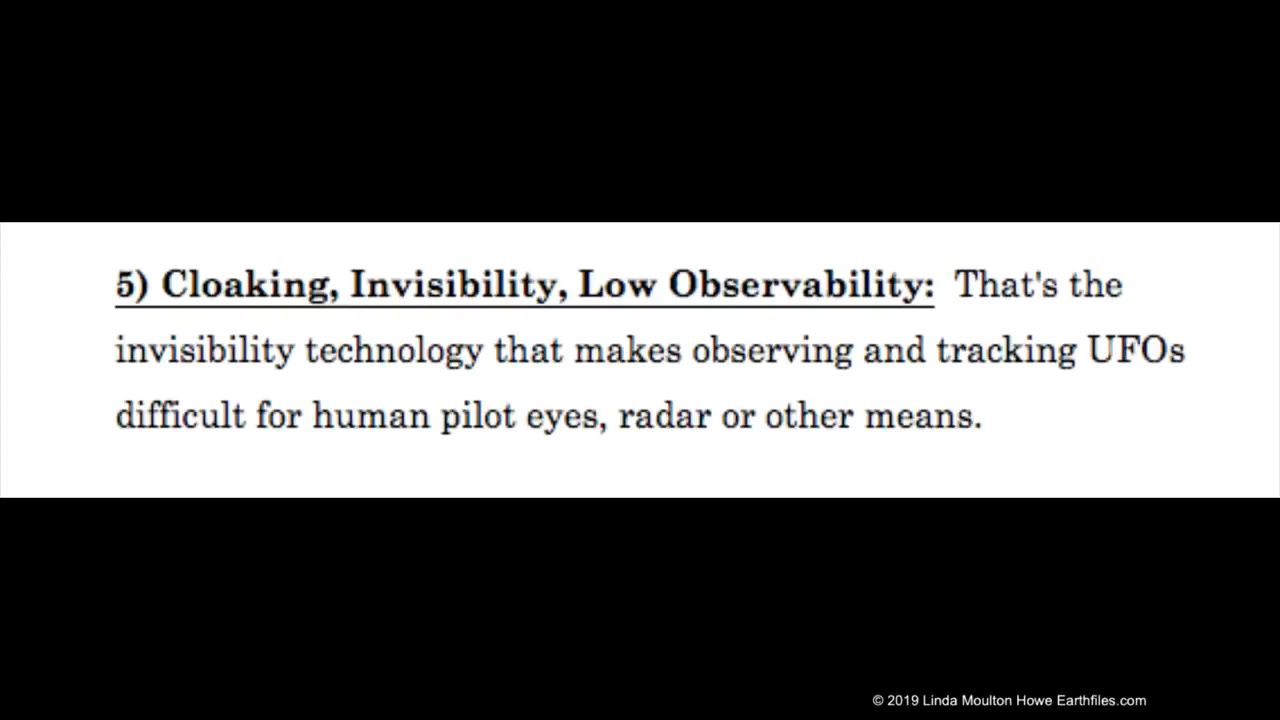 5) Cloaking, Invisibility, Low Observability: That's the
invisibility technology that makes observing and tracking UFOs
difficult for human pilot eyes, radar or other means.
© 2019 Linda Moulton Howe Earthfiles.com